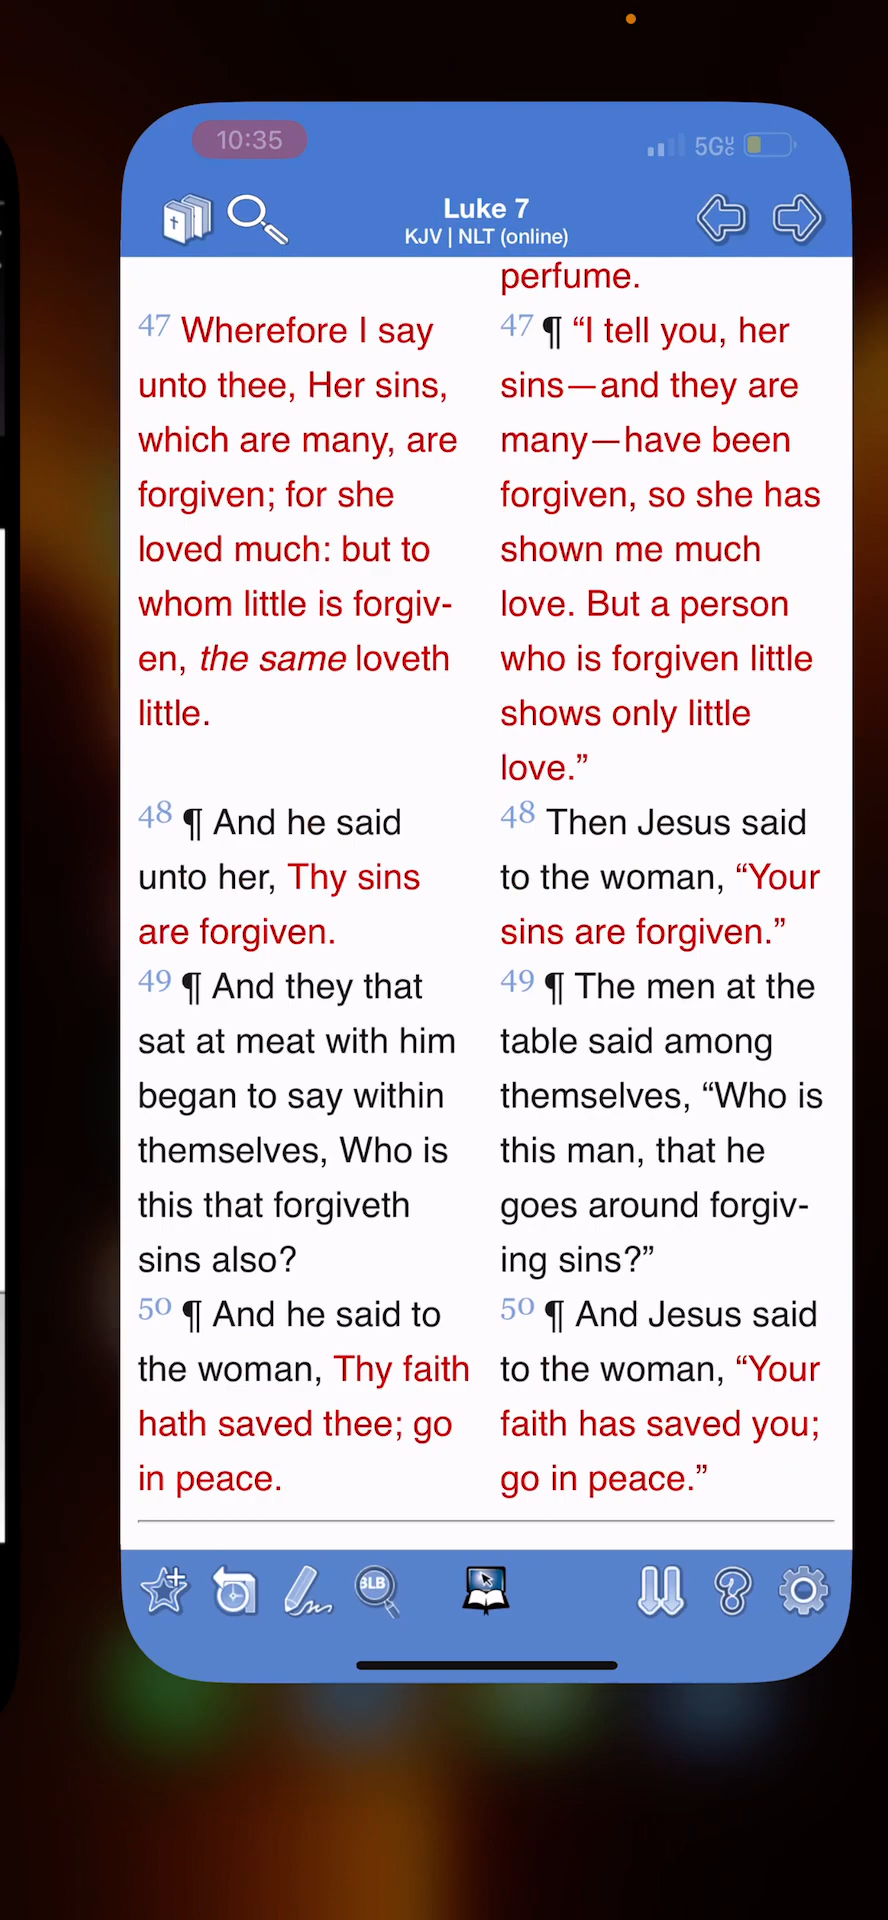 10:35
5G UC
Luke 7
KJV | NLT (online)
47 Wherefore I say
unto thee, Her sins,
which are many, are
forgiven; for she
loved much: but to
whom little is forgiv-
en, the same loveth
little.
48 ¶ And he said
unto her, Thy sins
are forgiven.
49 ¶ And they that
sat at meat with him
began to say within
themselves, Who is
this that forgiveth
sins also?
50 ¶ And he said to
the woman, Thy faith
hath saved thee; go
in peace.
perfume.
47 ¶ “I tell you, her
sins—and they are
many—have been
forgiven, so she has
shown me much
love. But a person
who is forgiven little
shows only little
love.”
48 Then Jesus said
to the woman, “Your
sins are forgiven.”
49 ¶ The men at the
table said among
themselves, “Who is
this man, that he
goes around forgiv-
ing sins?”
50 ¶ And Jesus said
to the woman, “Your
faith has saved you;
go in peace.”
BLB